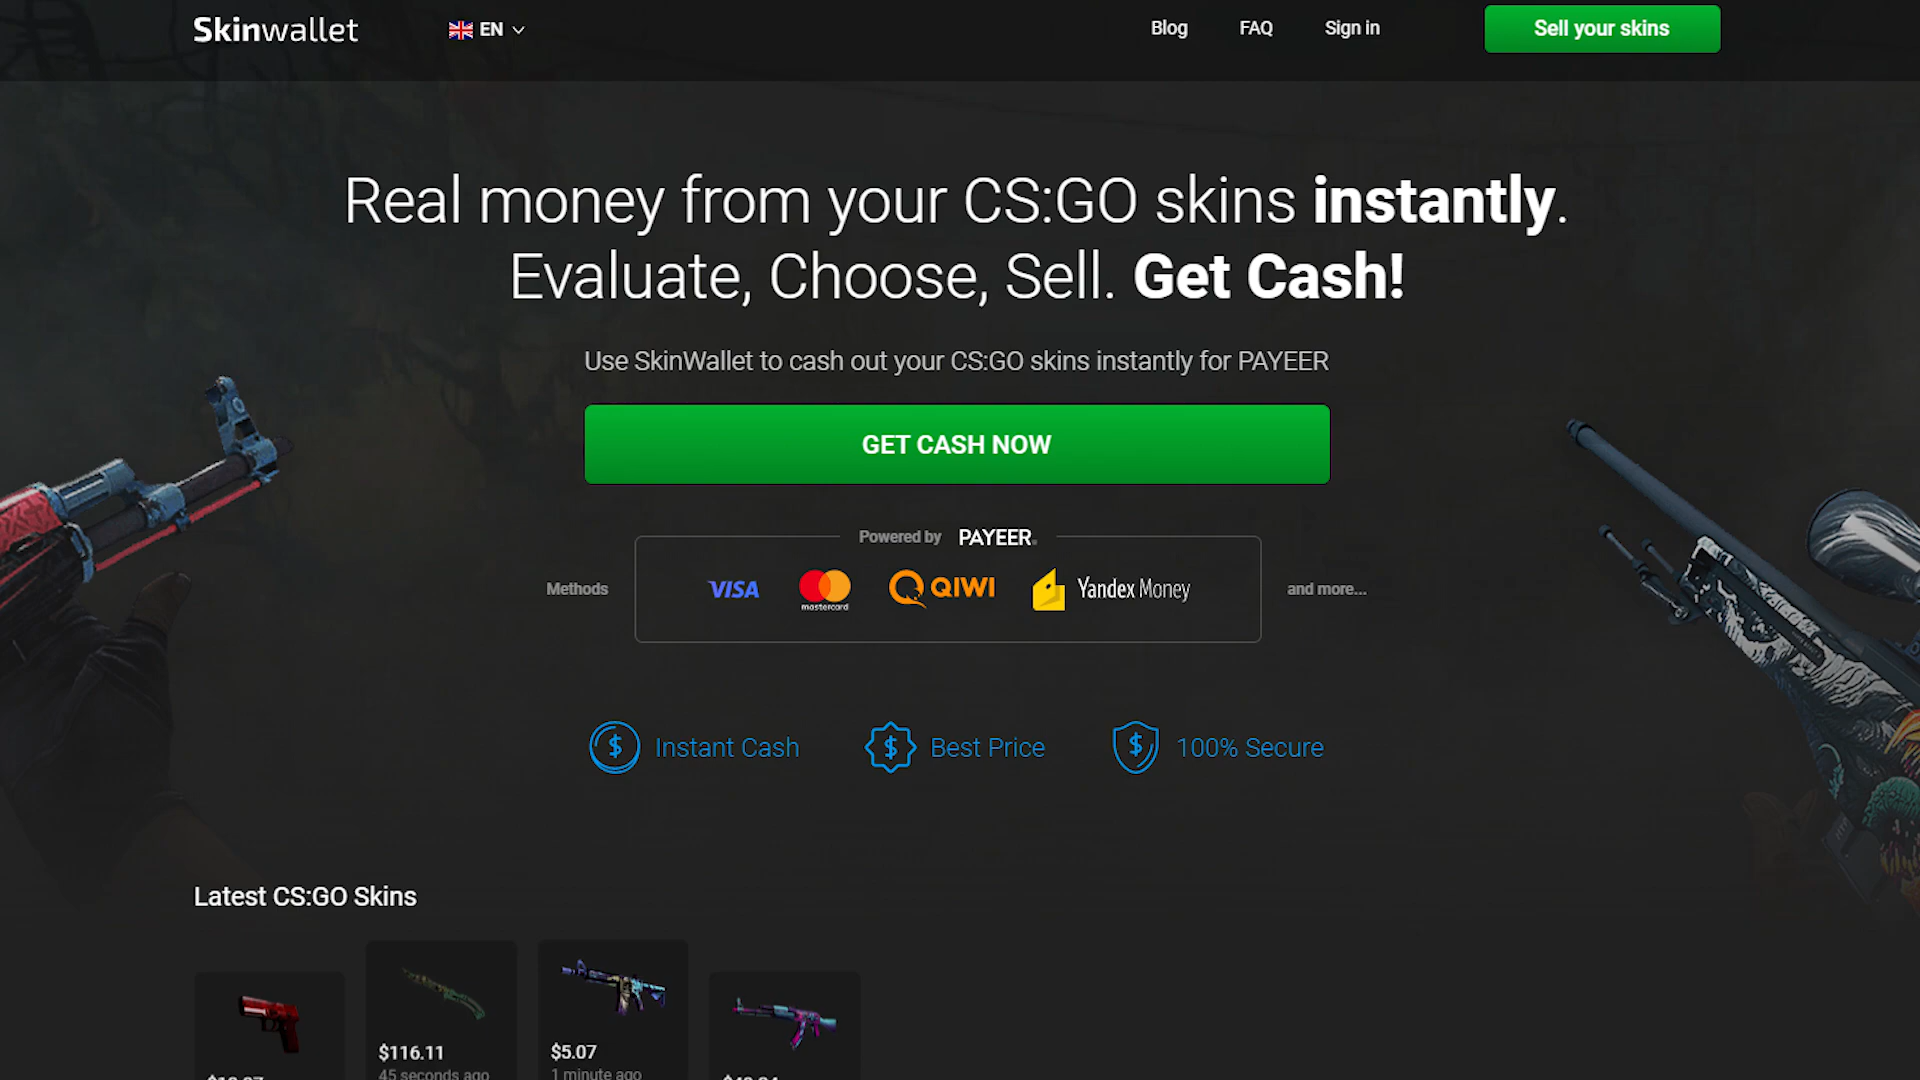 Skinwallet
EN
Blog
FAQ
Sign in
Sell your skins
Real money from your CS:GO skins instantly.
Evaluate, Choose, Sell. Get Cash!
Use SkinWallet to cash out your CS:GO skins instantly for PAYEER
GET CASH NOW
Powered by PAYEER
Methods
VISA
mastercard
QIWI
Yandex Money
and more...
Instant Cash
Best Price
100% Secure
Latest CS:GO Skins
$116.11
45 seconds ago
$5.07
1 minute ago